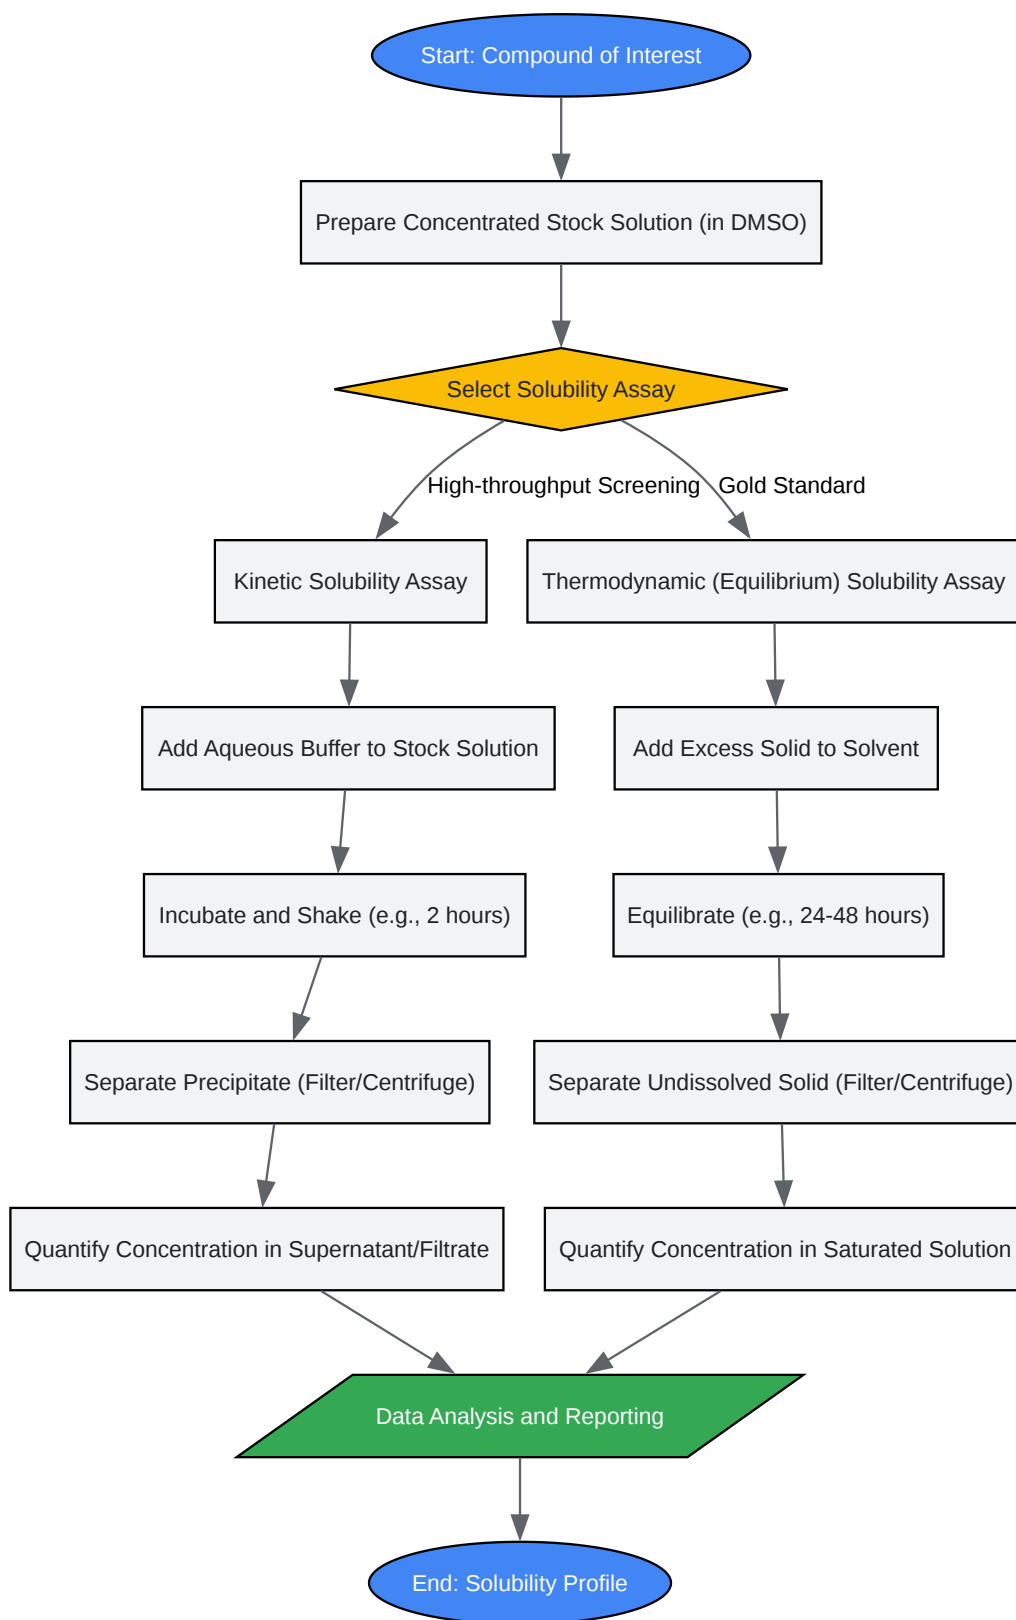 Start: Compound of Interest
Prepare Concentrated Stock Solution (in DMSO)
Select Solubility Assay
High-throughput Screening
Gold Standard
Kinetic Solubility Assay
Thermodynamic (Equilibrium) Solubility Assay
Add Aqueous Buffer to Stock Solution
Add Excess Solid to Solvent
Incubate and Shake (e.g., 2 hours)
Equilibrate (e.g., 24-48 hours)
Separate Precipitate (Filter/Centrifuge)
Separate Undissolved Solid (Filter/Centrifuge)
Quantify Concentration in Supernatant/Filtrate
Quantify Concentration in Saturated Solution
Data Analysis and Reporting
End: Solubility Profile